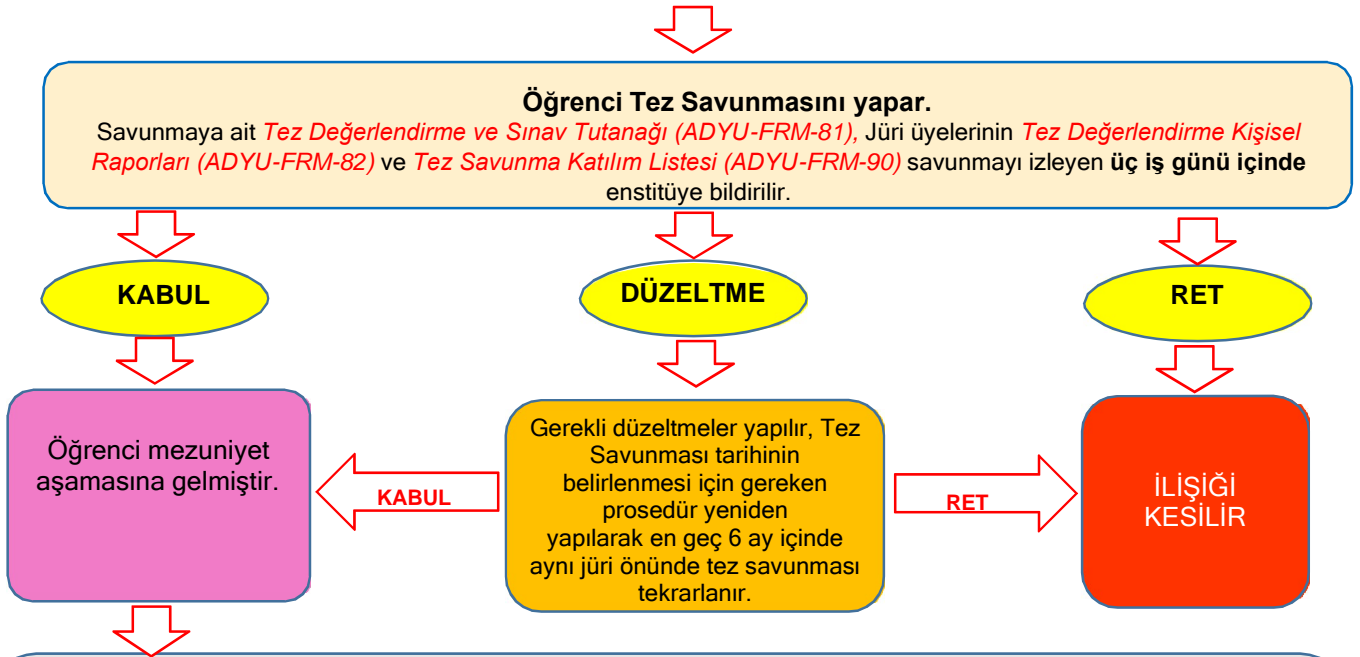 Öğrenci Tez Savunmasını yapar.
Savunmaya ait Tez Değerlendirme ve Sınav Tutanağı (ADYU-FRM-81), Jüri üyelerinin Tez Değerlendirme Kişisel
Raporları (ADYU-FRM-82) ve Tez Savunma Katılım Listesi (ADYU-FRM-90) savunmayı izleyen üç iş günü içinde
enstitüye bildirilir.
KABUL
DÜZELTME
RET
Öğrenci mezuniyet
aşamasına gelmiştir.
KABUL
Gerekli düzeltmeler yapılır, Tez
Savunması tarihinin
belirlenmesi için gereken
prosedür yeniden
yapılarak en geç 6 ay içinde
aynı jüri önünde tez savunması
tekrarlanır.
RET
İLİŞİĞİ
KESİLİR